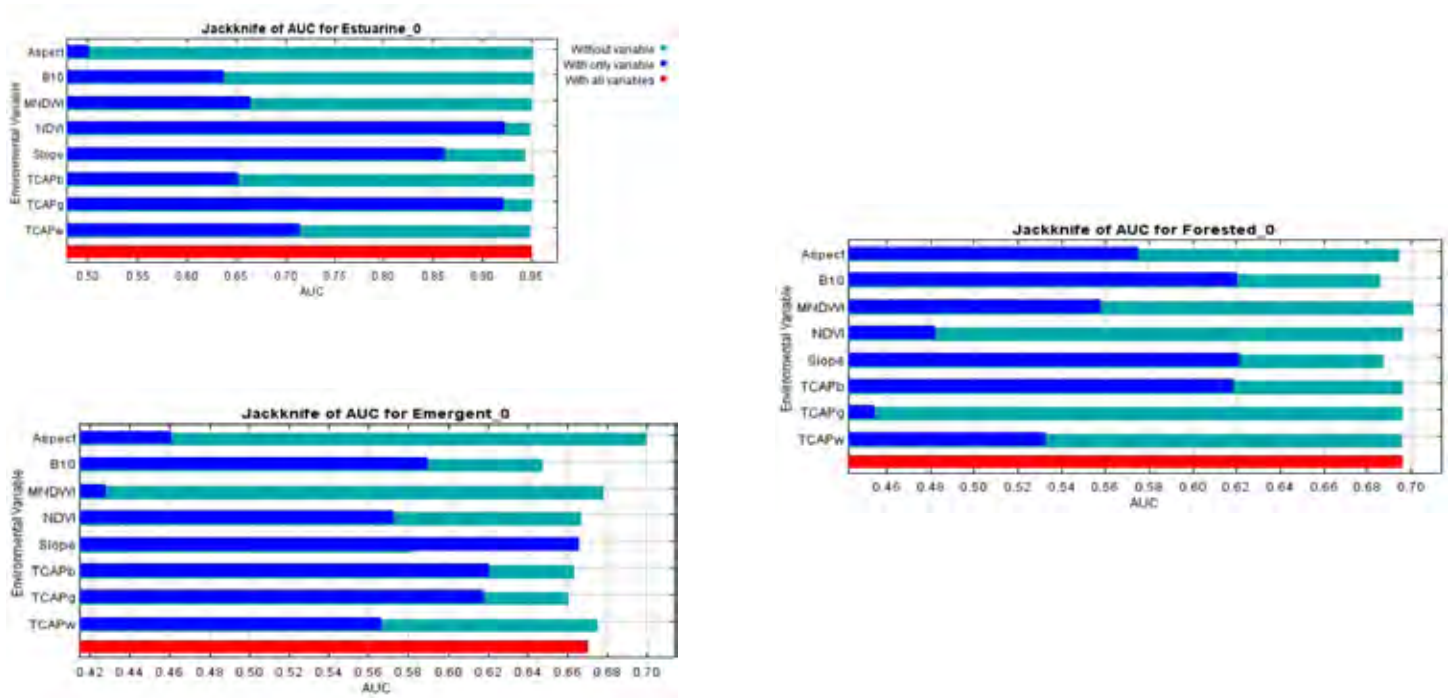 Jackknife of AUC for Estuarine_0
Environmental Variable
Aspect
B10
MNDWI
NDVI
Slope
TCAPb
TCAPg
TCAPw
0.50 0.55 0.60 0.65 0.70 0.75 0.80 0.85 0.90 0.95
AUC
Without variable
With only variable
With all variables
Jackknife of AUC for Forested_0
Environmental Variable
Aspect
B10
MNDWI
NDVI
Slope
TCAPb
TCAPg
TCAPw
0.46 0.48 0.50 0.52 0.54 0.56 0.58 0.60 0.62 0.64 0.66 0.68 0.70
AUC
Jackknife of AUC for Emergent_0
Environmental Variable
Aspect
B10
MNDWI
NDVI
Slope
TCAPb
TCAPg
TCAPw
0.42 0.44 0.46 0.48 0.50 0.52 0.54 0.56 0.58 0.60 0.62 0.64 0.66 0.68 0.70
AUC